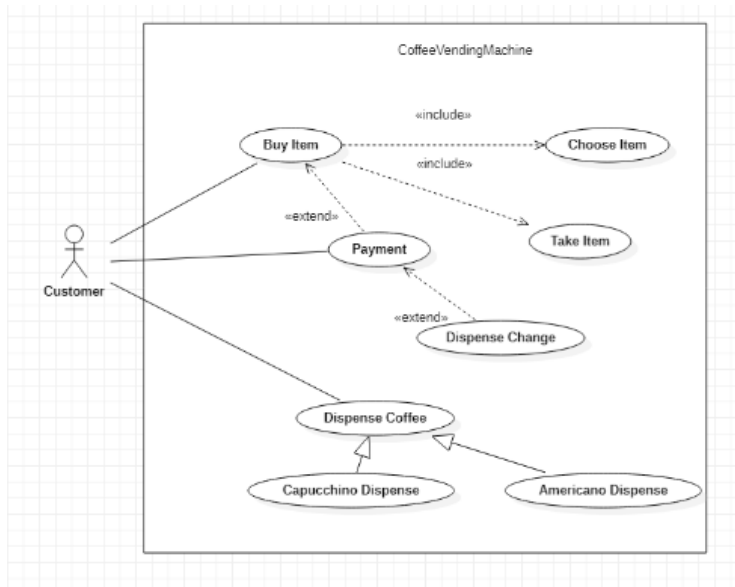 CoffeeVendingMachine
«include»
Buy Item
Choose Item
«include»
«extend»
Payment
Take Item
Customer
«extend»
Dispense Change
Dispense Coffee
Capucchino Dispense
Americano Dispense